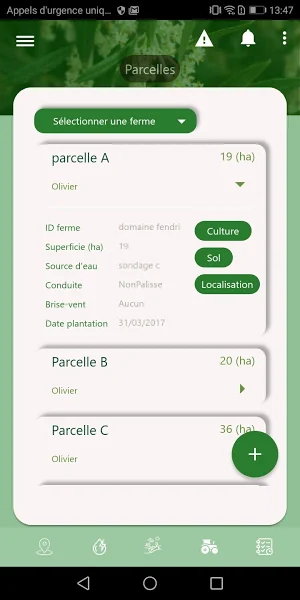 Appels d'urgence uniq... 13:47
Parcelles
Sélectionner une ferme
parcelle A 19 (ha)
Olivier
ID ferme domaine fendri
Superficie (ha) 19
Source d'eau sondage c
Conduite NonPalisse
Brise-vent Aucun
Date plantation 31/03/2017
Culture
Sol
Localisation
Parcelle B 20 (ha)
Olivier
Parcelle C 36 (ha)
Olivier
+